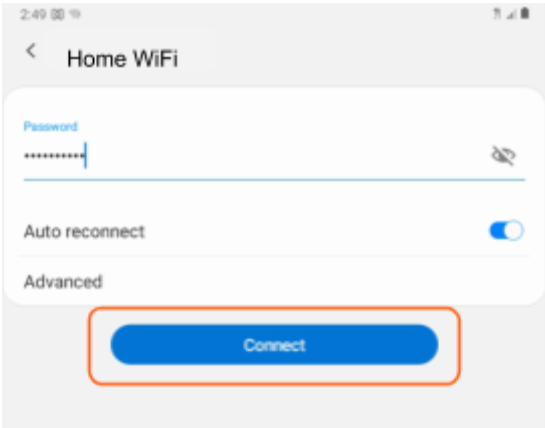 2:49
Home WiFi
Password
••••••••••
Auto reconnect
Advanced
Connect